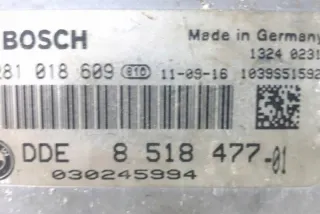 BOSCH
Made in Germany
1324 0231
281 018 609 e10 11-09-16 1039S51592
DDE 8 518 477-01
030245994